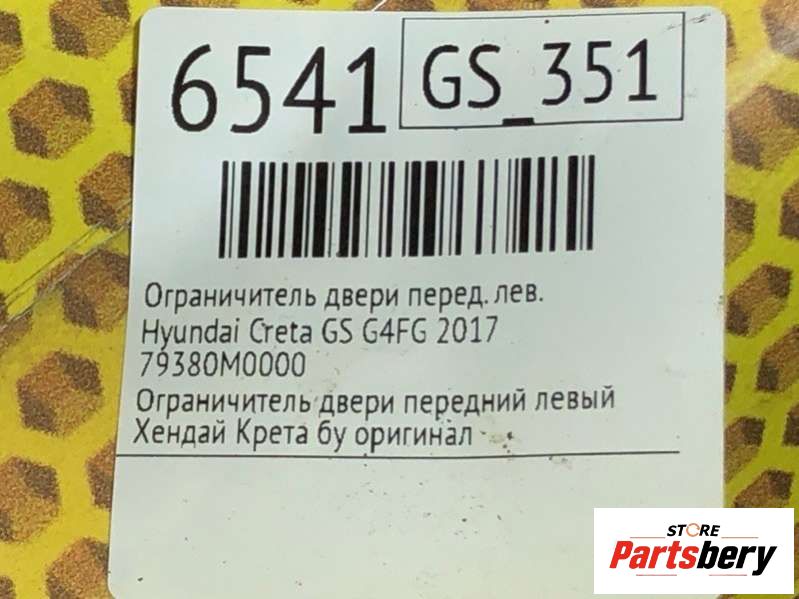 6541 GS_351
Ограничитель двери перед. лев.
Hyundai Creta GS G4FG 2017
79380M0000
Ограничитель двери передний левый
Хендай Крета бу оригинал
STORE
Partsbery